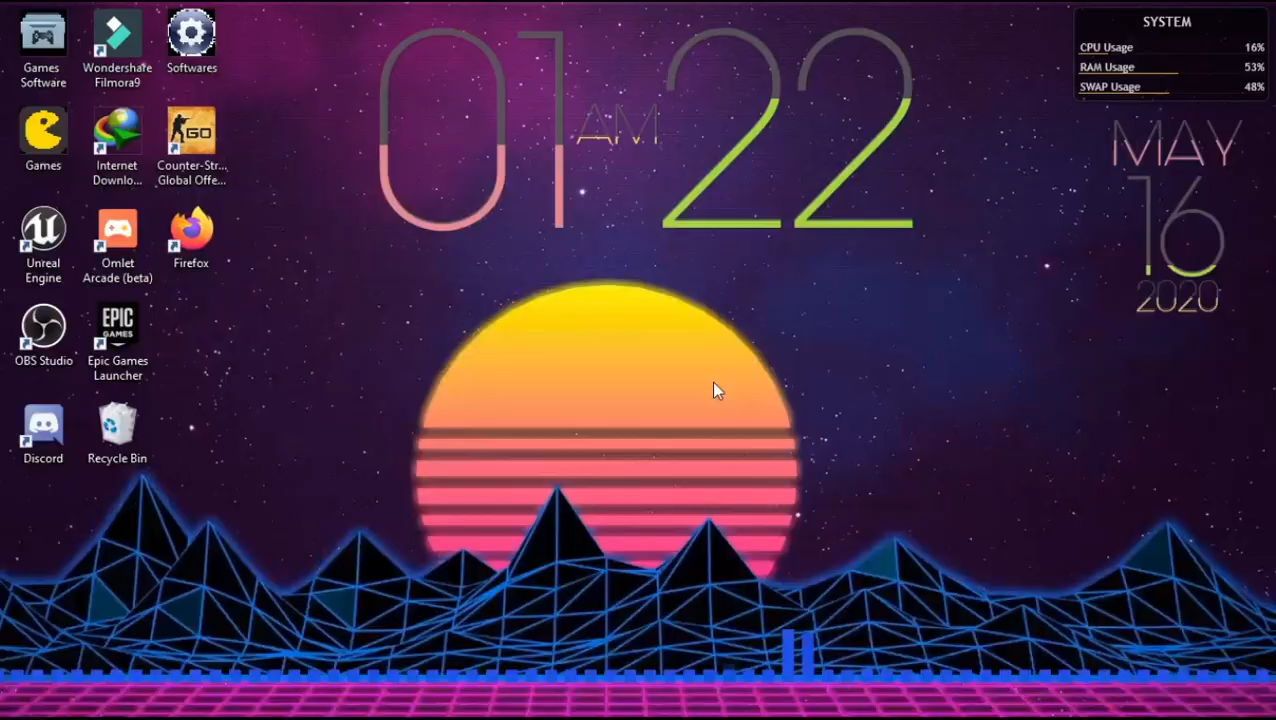 Games
Software
Wondershare
Filmora9
Softwares
Games
Internet
Downlo...
GO
Counter-Str...
Global Offe...
Unreal
Engine
Omlet
Arcade (beta)
Firefox
OBS Studio
EPIC
GAMES
Epic Games
Launcher
Discord
Recycle Bin
01 AM 22
SYSTEM
CPU Usage 16%
RAM Usage 53%
SWAP Usage 48%
MAY
16
2020